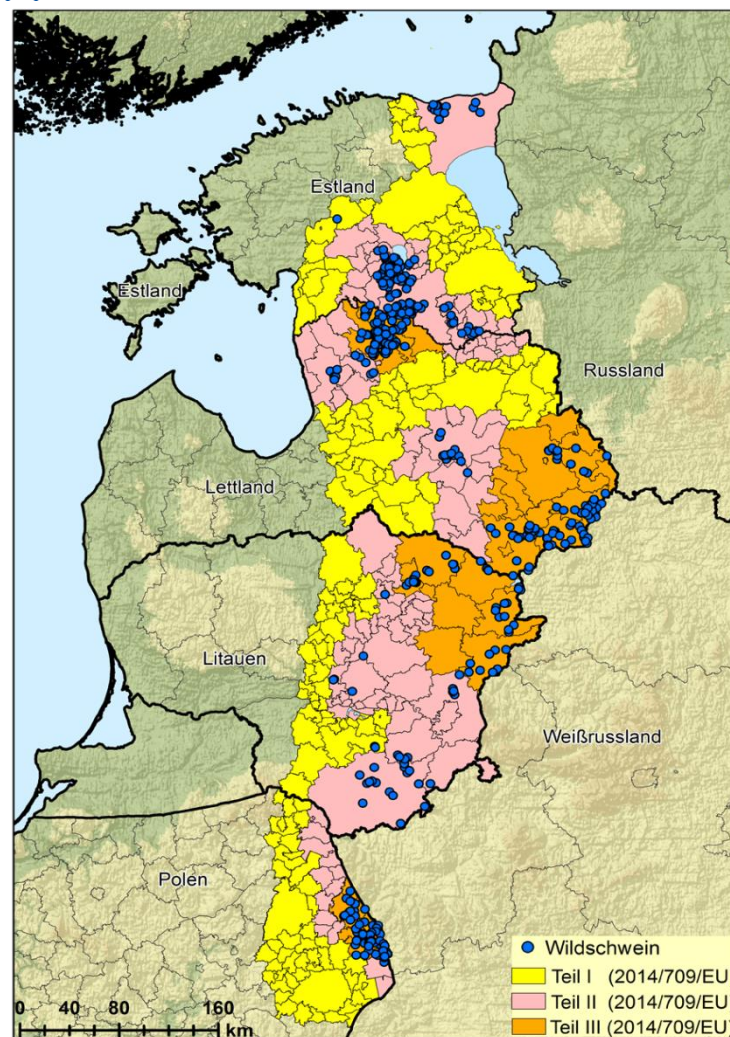 Estland
Estland
Russland
Lettland
Litauen
Weißrussland
Polen
Wildschwein
Teil I (2014/709/EU
Teil II (2014/709/EU
Teil III (2014/709/EU)
0 40 80 160
km